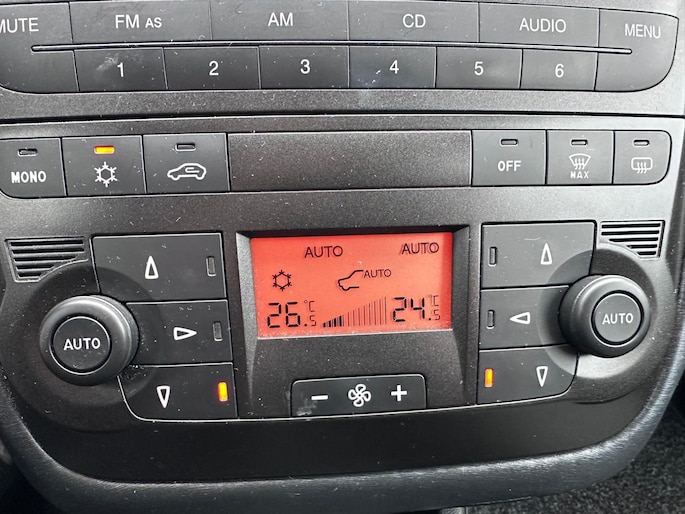 MUTE FM AS AM CD AUDIO MENU
1 2 3 4 5 6
MONO OFF MAX
AUTO AUTO
AUTO
26.5°C 24.5°C
AUTO AUTO
- +